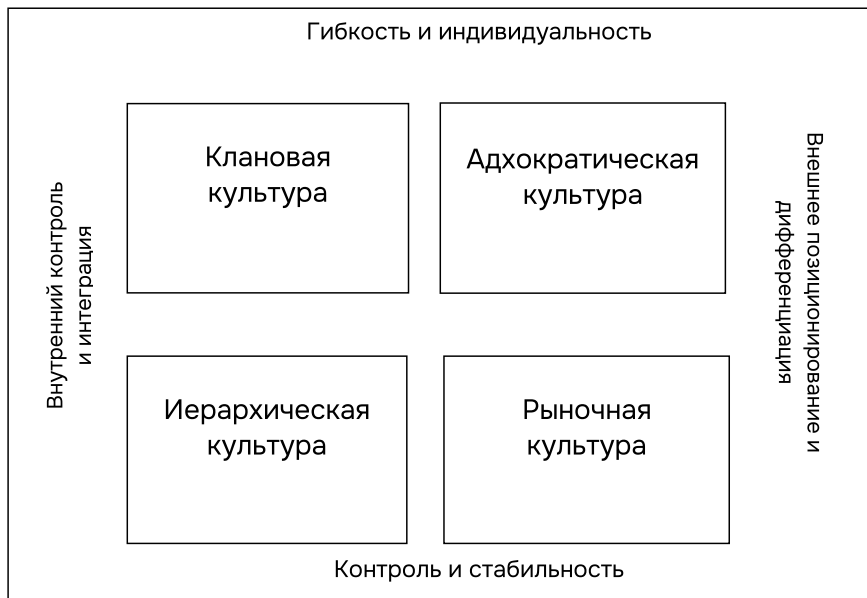 Гибкость и индивидуальность
Клановая
культура
Адхократическая
культура
Внутренний контроль
и интеграция
Внешнее позиционирование и
дифференциация
Иерархическая
культура
Рыночная
культура
Контроль и стабильность